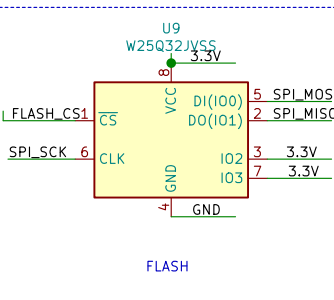 U9
W25Q32JVSS
3.3V
8
VCC
FLASH_CS 1 CS DI(IO0) 5 SPI_MOS
DO(IO1) 2 SPI_MISO
SPI_SCK 6 CLK IO2 3 3.3V
IO3 7 3.3V
GND
4
GND
FLASH